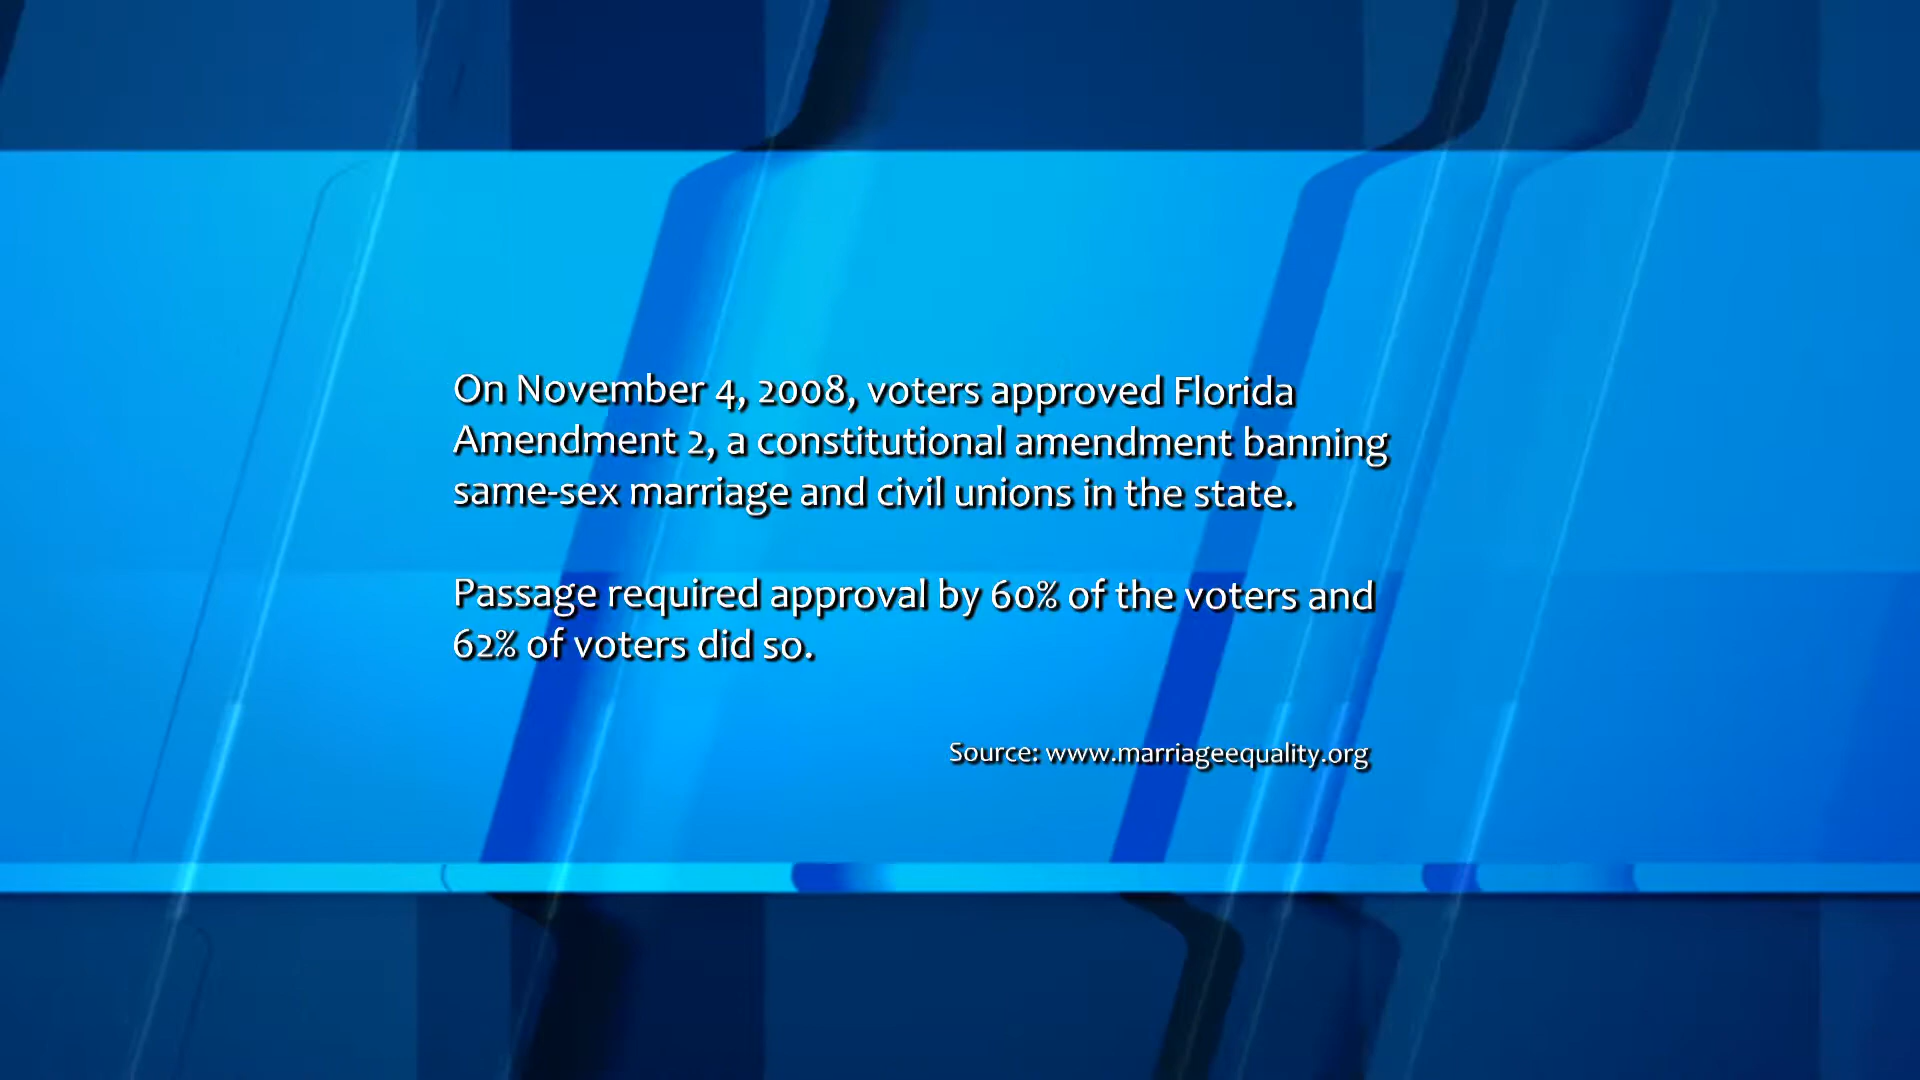 On November 4, 2008, voters approved Florida
Amendment 2, a constitutional amendment banning
same-sex marriage and civil unions in the state.
Passage required approval by 60% of the voters and
62% of voters did so.
Source: www.marriageequality.org